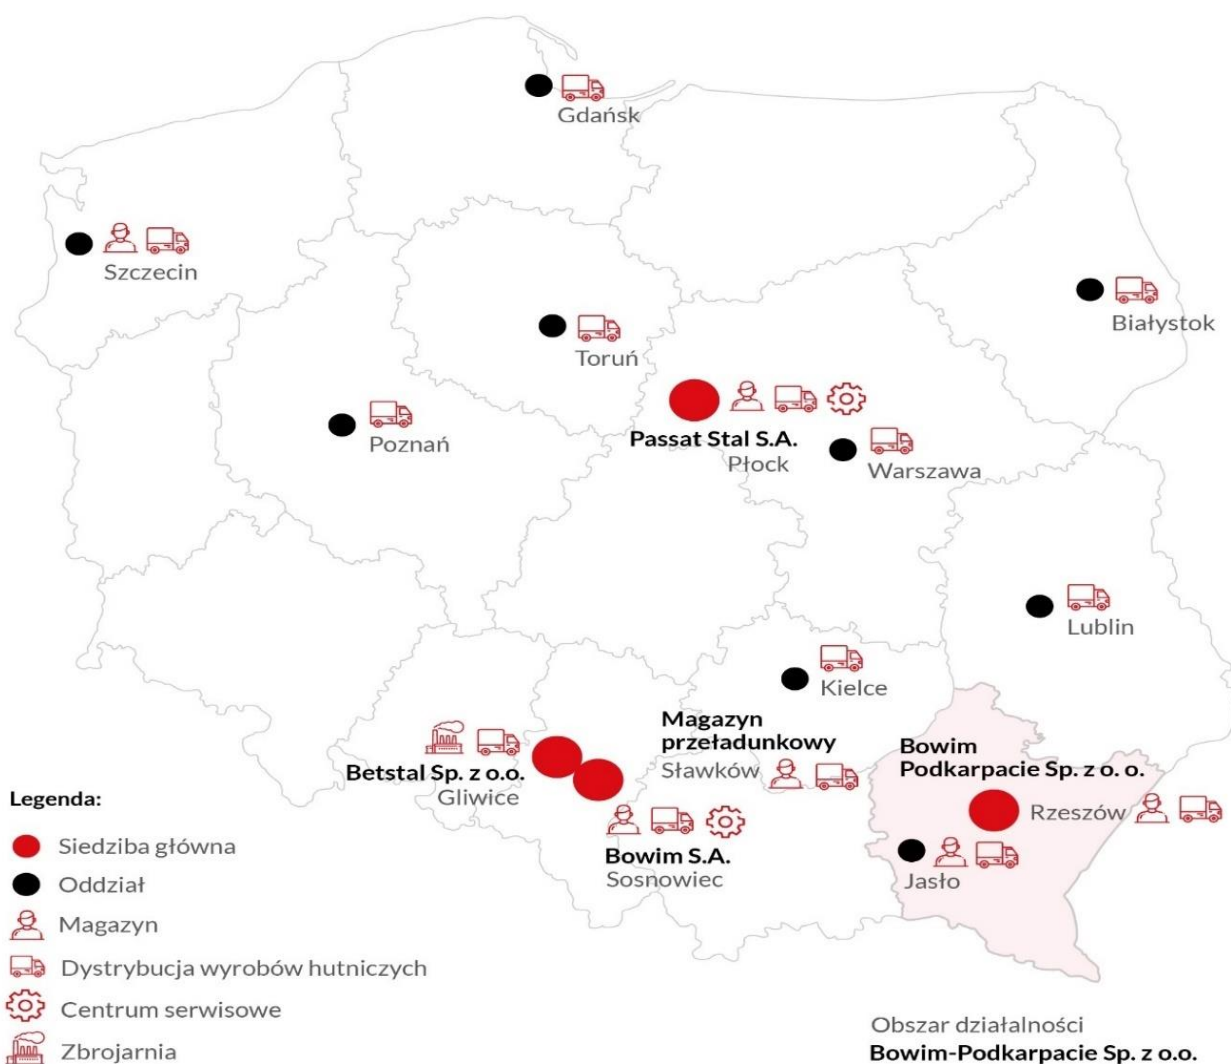 Gdańsk
Szczecin
Białystok
Toruń
Poznań
Passat Stal S.A.
Płock
Warszawa
Lublin
Kielce
Magazyn
przeładunkowy
Sławków
Betstal Sp. z o.o.
Gliwice
Bowim
Podkarpacie Sp. z o. o.
Rzeszów
Bowim S.A.
Sosnowiec
Jasło
Legenda:
Siedziba główna
Oddział
Magazyn
Dystrybucja wyrobów hutniczych
Centrum serwisowe
Zbrojarnia
Obszar działalności
Bowim-Podkarpacie Sp. z o.o.